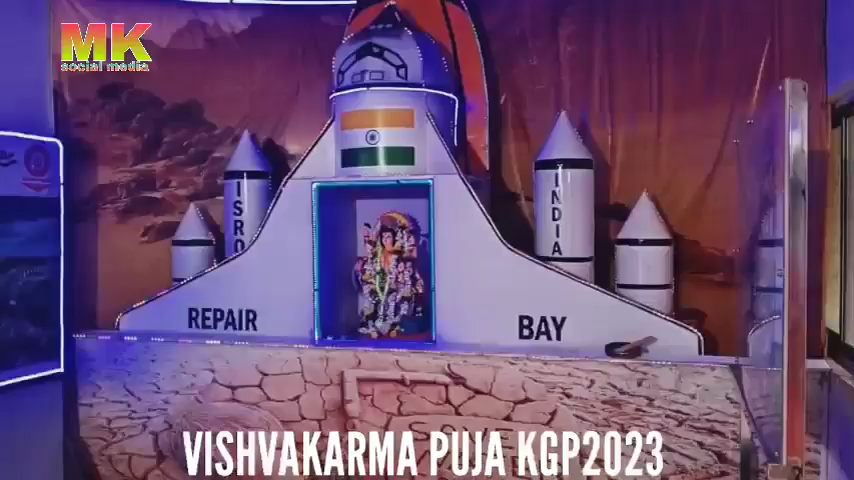 MK
social media
ISRO
INDIA
REPAIR BAY
VISHVAKARMA PUJA KGP2023